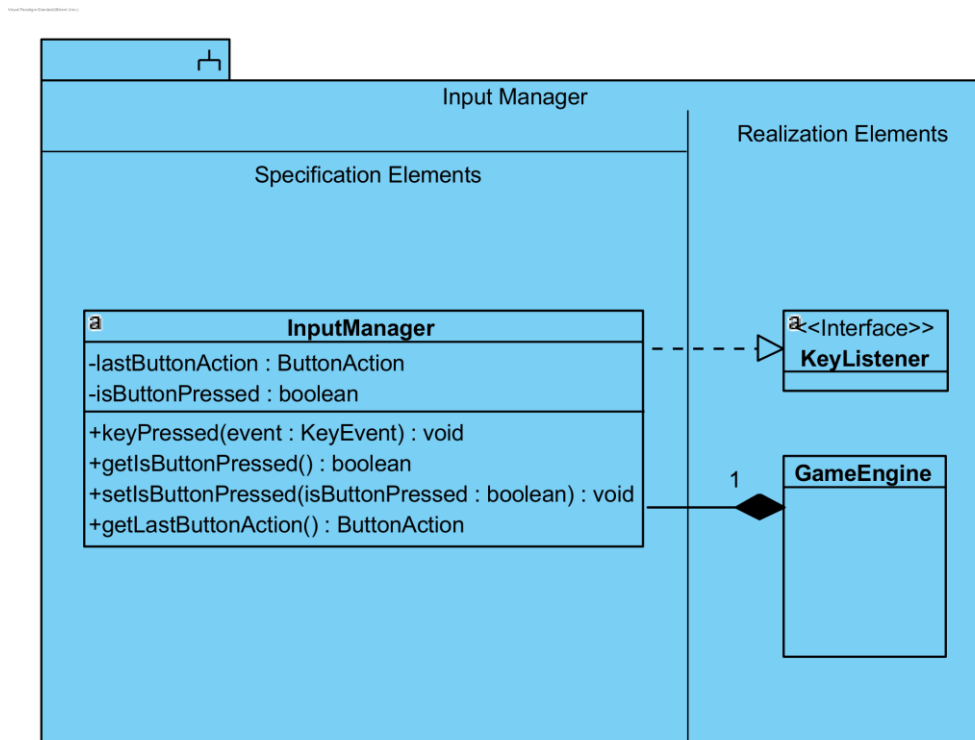 Input Manager
Realization Elements
Specification Elements
a
InputManager
-lastButtonAction : ButtonAction
-isButtonPressed : boolean
+keyPressed(event : KeyEvent) : void
+getIsButtonPressed() : boolean
+setIsButtonPressed(isButtonPressed : boolean) : void
+getLastButtonAction() : ButtonAction
a
<<Interface>>
KeyListener
1
GameEngine